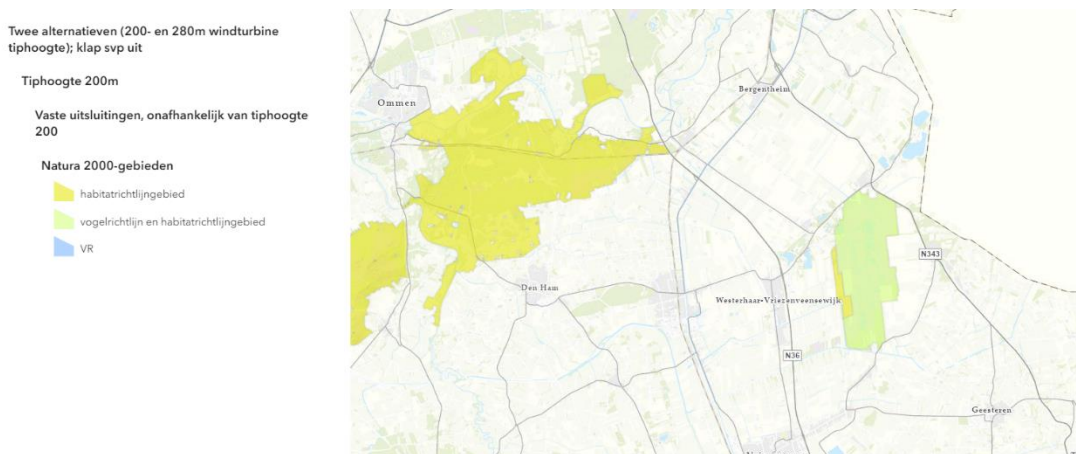 Twee alternatieven (200- en 280m windturbine
tiphoogte); klap svp uit
Tiphoogte 200m
Vaste uitsluitingen, onafhankelijk van tiphoogte
200
Natura 2000-gebieden
habitatrichtlijngebied
vogelrichtlijn en habitatrichtlijngebied
VR
Bergentheim
Ommen
N343
Den Ham
Westerhaar-Vriezenveensewijk
N36
Geesteren